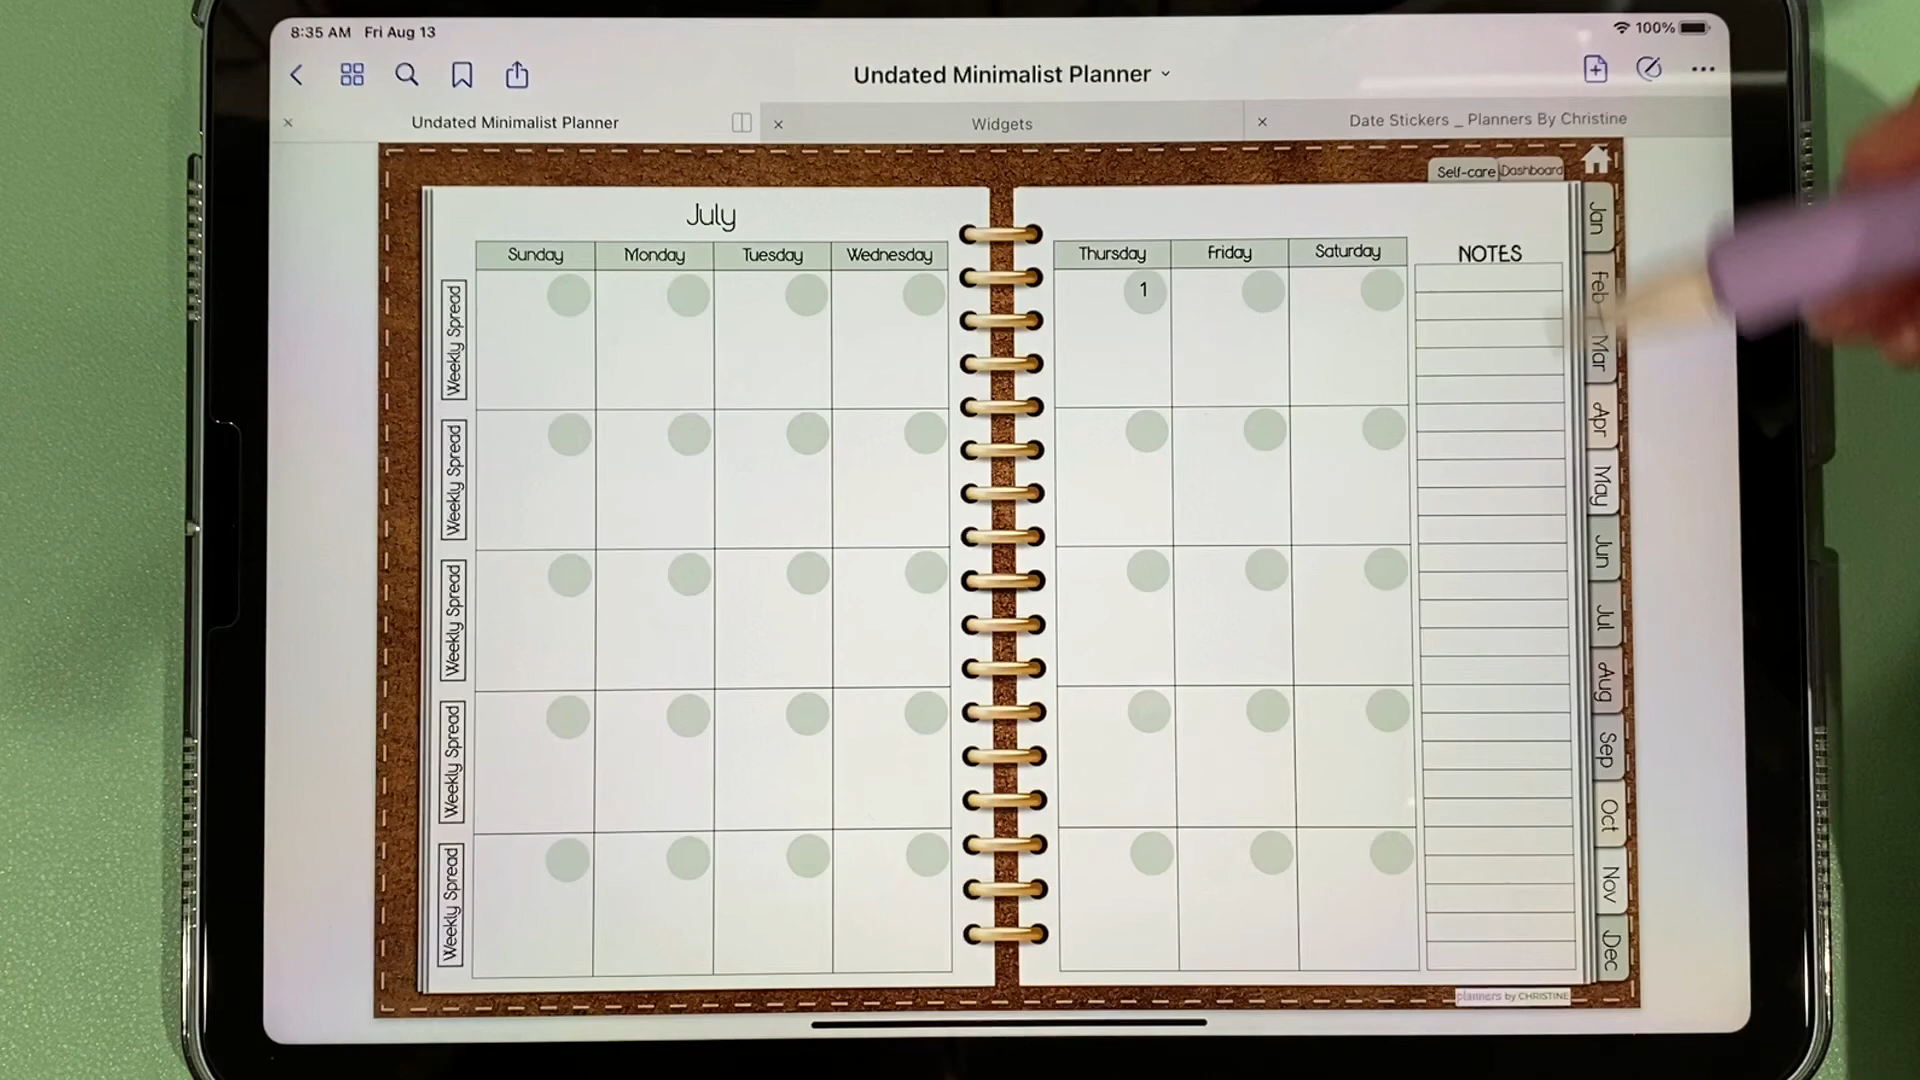 8:35 AM Fri Aug 13
100%
Undated Minimalist Planner
Undated Minimalist Planner
Widgets
Date Stickers _ Planners By Christine
Self-care
Dashboard
July
Sunday Monday Tuesday Wednesday
Thursday Friday Saturday
NOTES
1
Weekly Spread
Weekly Spread
Weekly Spread
Weekly Spread
Weekly Spread
Jan
Feb
Mar
Apr
May
Jun
Jul
Aug
Sep
Oct
Nov
Dec
planners by CHRISTINE